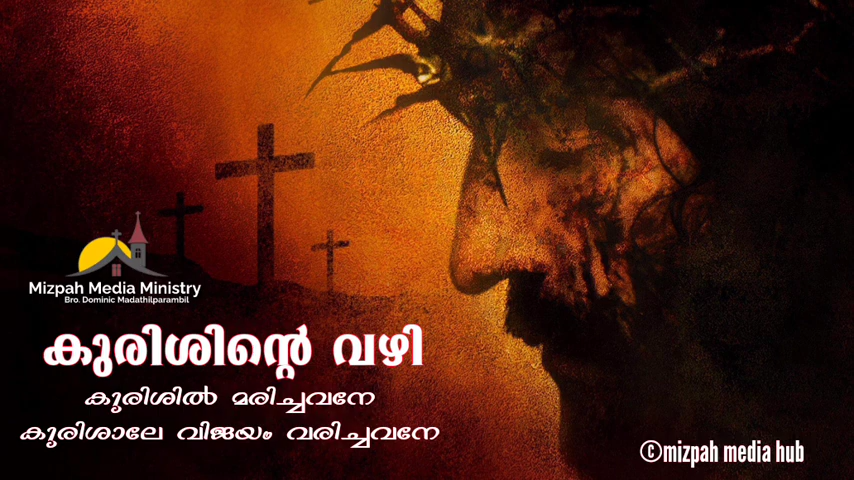 Mizpah Media Ministry
Bro. Dominic Madathilparambil
കുരിശിന്റെ വഴി
കുരിശിൽ മരിച്ചവനേ
കുരിശാലേ വിജയം വരിച്ചവനേ
©mizpah media hub